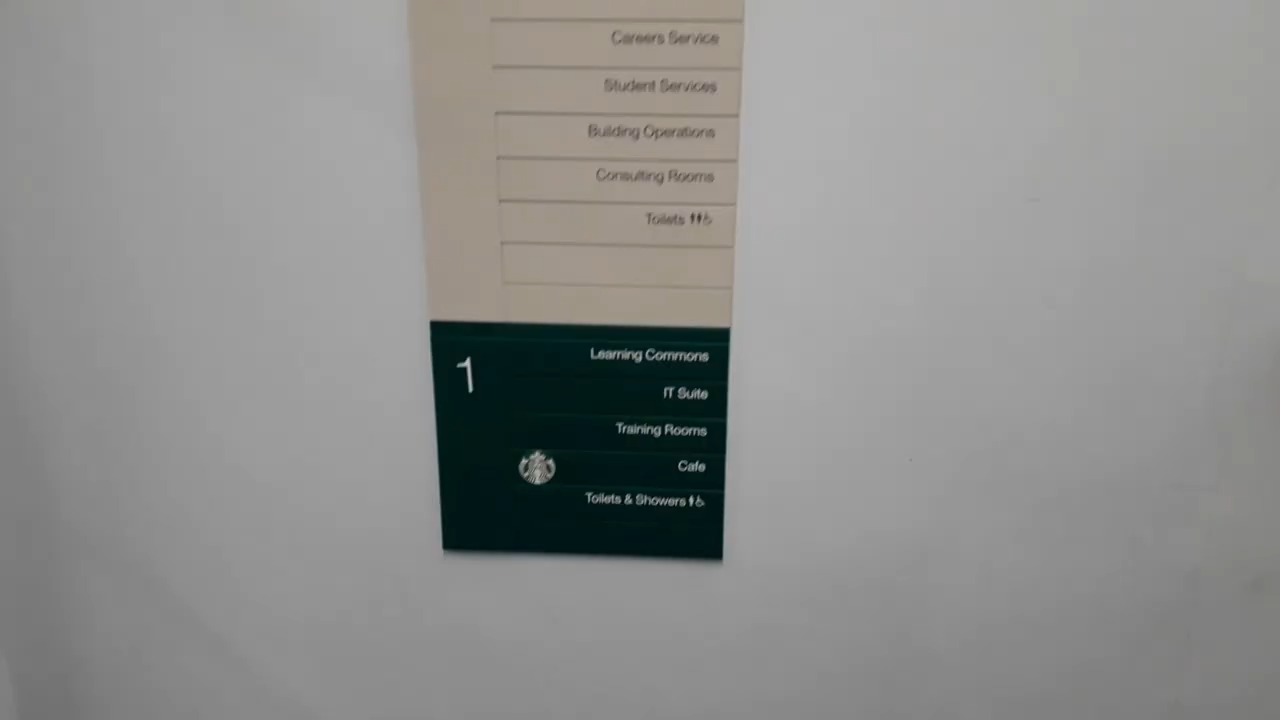 Careers Service
Student Services
Building Operations
Consulting Rooms
Toilets
1
Learning Commons
IT Suite
Training Rooms
Cafe
Toilets & Showers